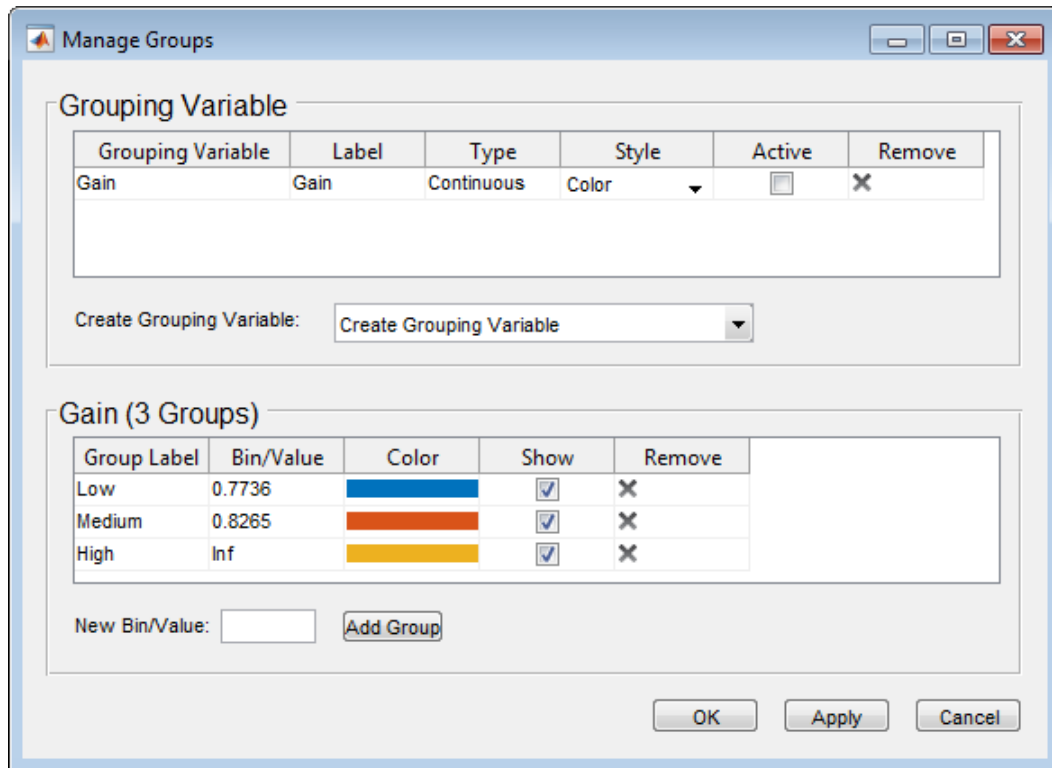 Manage Groups
Grouping Variable
Grouping Variable Label Type Style Active Remove
Gain Gain Continuous Color
Create Grouping Variable: Create Grouping Variable
Gain (3 Groups)
Group Label Bin/Value Color Show Remove
Low 0.7736
Medium 0.8265
High Inf
New Bin/Value: Add Group
OK Apply Cancel